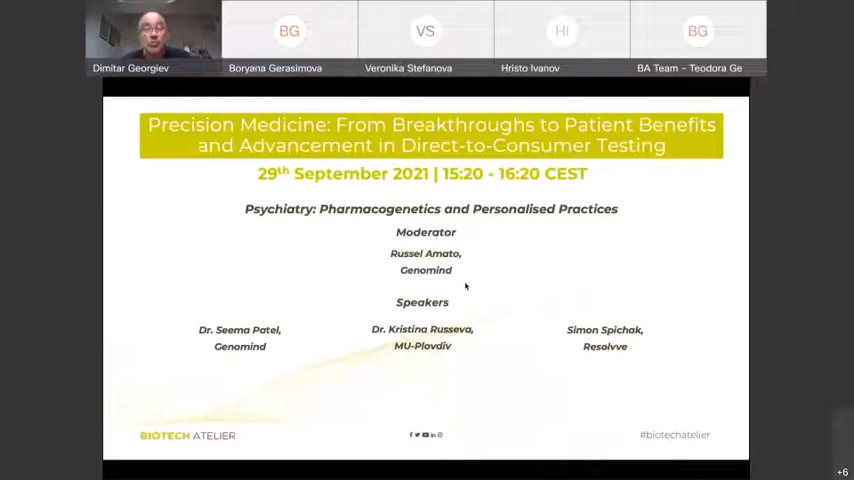 BG
VS
HI
BG
Dimitar Georgiev
Boryana Gerasimova
Veronika Stefanova
Hristo Ivanov
BA Team - Teodora Ge
Precision Medicine: From Breakthroughs to Patient Benefits
and Advancement in Direct-to-Consumer Testing
29th September 2021 | 15:20 - 16:20 CEST
Psychiatry: Pharmacogenetics and Personalised Practices
Moderator
Russel Amato,
Genomind
Speakers
Dr. Seema Patel,
Genomind
Dr. Kristina Russeva,
MU-Plovdiv
Simon Spichak,
Resolvve
BIOTECH ATELIER
#biotechatelier
+6